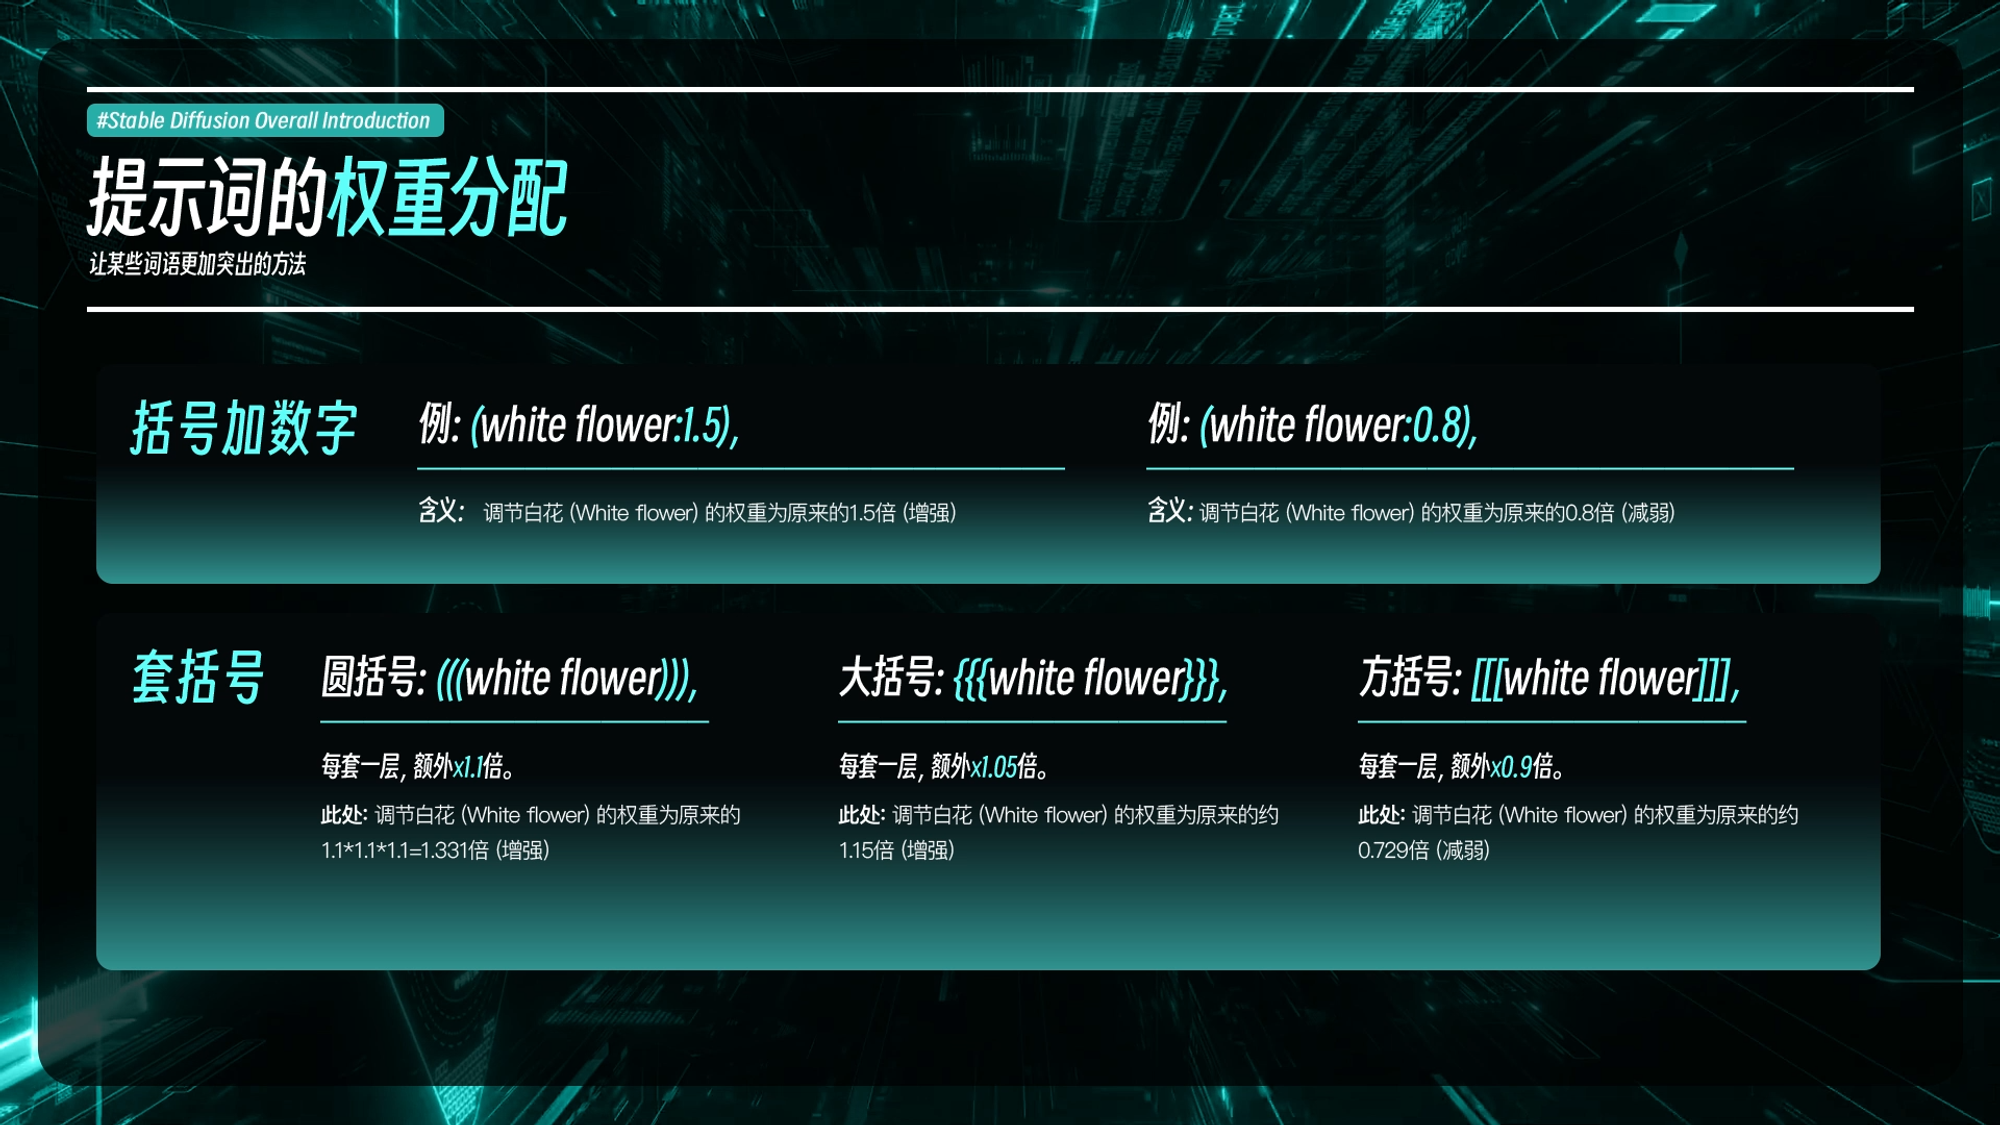 #Stable Diffusion Overall Introduction
提示词的权重分配
让某些词语更加突出的方法
括号加数字
例: (white flower:1.5),
含义: 调节白花 (White flower) 的权重为原来的1.5倍 (增强)
例: (white flower:0.8),
含义: 调节白花 (White flower) 的权重为原来的0.8倍 (减弱)
套括号
圆括号: (((white flower))),
每套一层, 额外x1.1倍。
此处: 调节白花 (White flower) 的权重为原来的
1.1*1.1*1.1=1.331倍 (增强)
大括号: {{{white flower}}},
每套一层, 额外x1.05倍。
此处: 调节白花 (White flower) 的权重为原来的约
1.15倍 (增强)
方括号: [[[white flower]]],
每套一层, 额外x0.9倍。
此处: 调节白花 (White flower) 的权重为原来的约
0.729倍 (减弱)